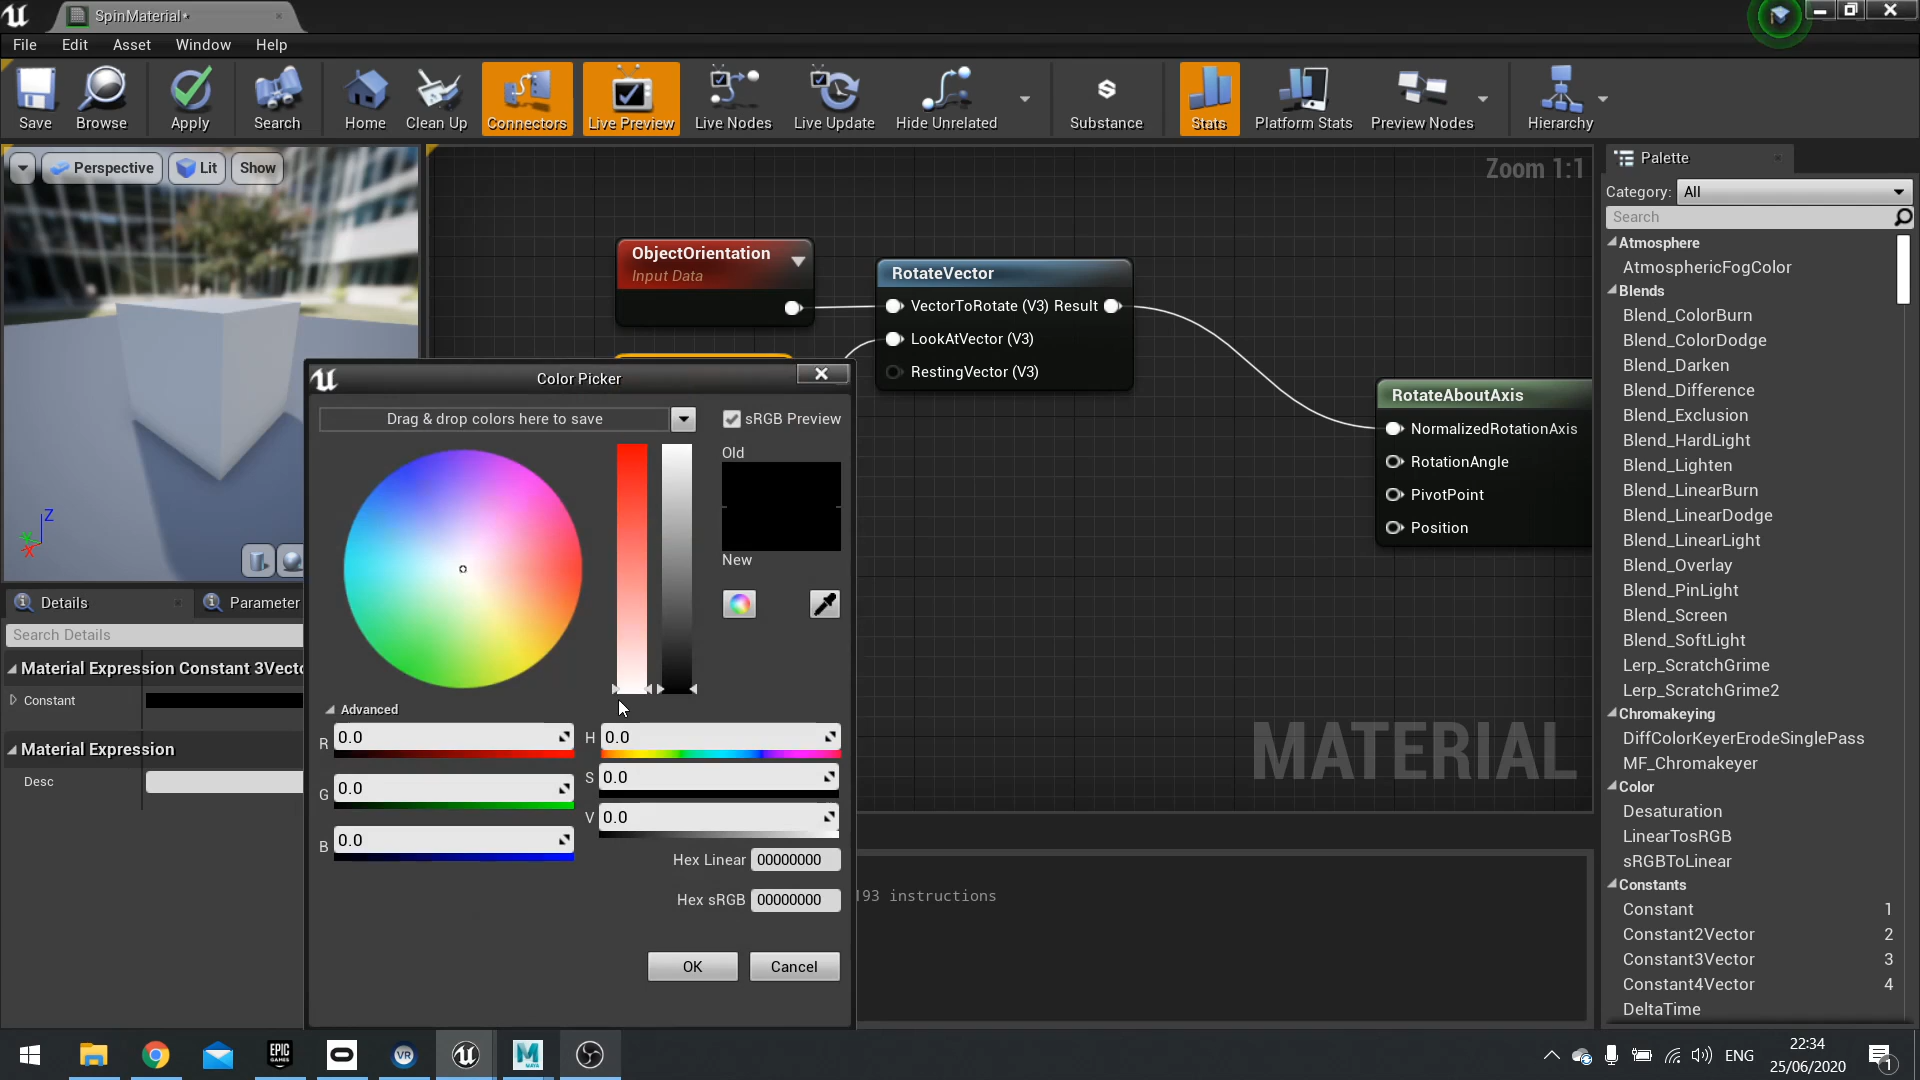 SpinMaterial*
File Edit Asset Window Help
Save Browse Apply Search Home Clean Up Connectors Live Preview Live Nodes Live Update Hide Unrelated Substance Stats Platform Stats Preview Nodes Hierarchy
Perspective Lit Show
Zoom 1:1
Palette
Category: All
Search
Atmosphere
AtmosphericFogColor
Blends
Blend_ColorBurn
Blend_ColorDodge
Blend_Darken
Blend_Difference
Blend_Exclusion
Blend_HardLight
Blend_Lighten
Blend_LinearBurn
Blend_LinearDodge
Blend_LinearLight
Blend_Overlay
Blend_PinLight
Blend_Screen
Blend_SoftLight
Lerp_ScratchGrime
Lerp_ScratchGrime2
Chromakeying
DiffColorKeyerErodeSinglePass
MF_Chromakeyer
Color
Desaturation
LinearTosRGB
sRGBToLinear
Constants
Constant 1
Constant2Vector 2
Constant3Vector 3
Constant4Vector 4
DeltaTime
ObjectOrientation
Input Data
RotateVector
VectorToRotate (V3) Result
LookAtVector (V3)
RestingVector (V3)
RotateAboutAxis
NormalizedRotationAxis
RotationAngle
PivotPoint
Position
MATERIAL
Z
X
Details Parameter
Search Details
Material Expression Constant 3Vecto
Constant
Material Expression
Desc
Color Picker
Drag & drop colors here to save
sRGB Preview
Old
New
Advanced
R 0.0
G 0.0
B 0.0
H 0.0
S 0.0
V 0.0
Hex Linear 00000000
Hex sRGB 00000000
OK Cancel
193 instructions
EPIC GAMES
VR
M
MAYA
ENG
22:34
25/06/2020
1